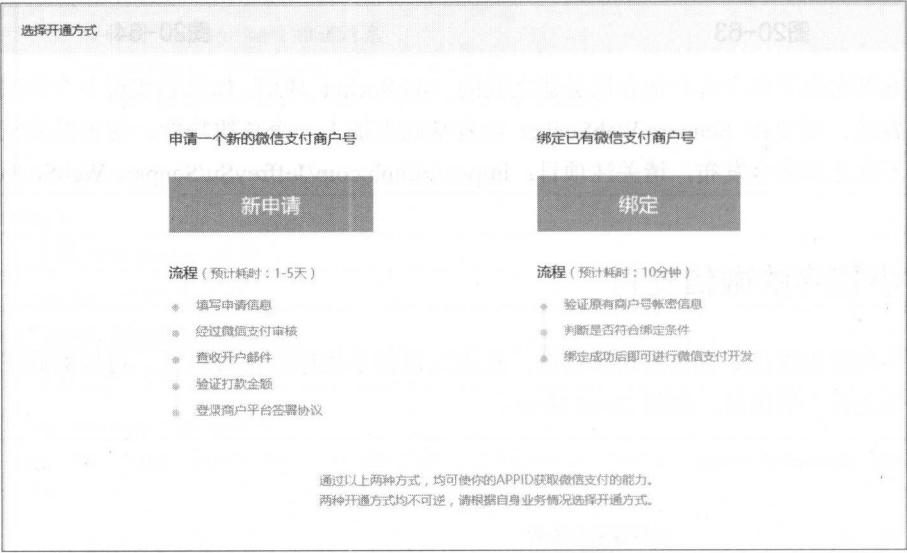 选择开通方式
申请一个新的微信支付商户号
新申请
流程（预计耗时：1-5天）
填写申请信息
经过微信支付审核
查收开户邮件
验证打款金额
登录商户平台签署协议
绑定已有微信支付商户号
绑定
流程（预计耗时：10分钟）
验证原有商户号帐密信息
判断是否符合绑定条件
绑定成功后即可进行微信支付开发
通过以上两种方式，均可使你的APPID获取微信支付的能力。
两种开通方式均不可逆，请根据自身业务情况选择开通方式。